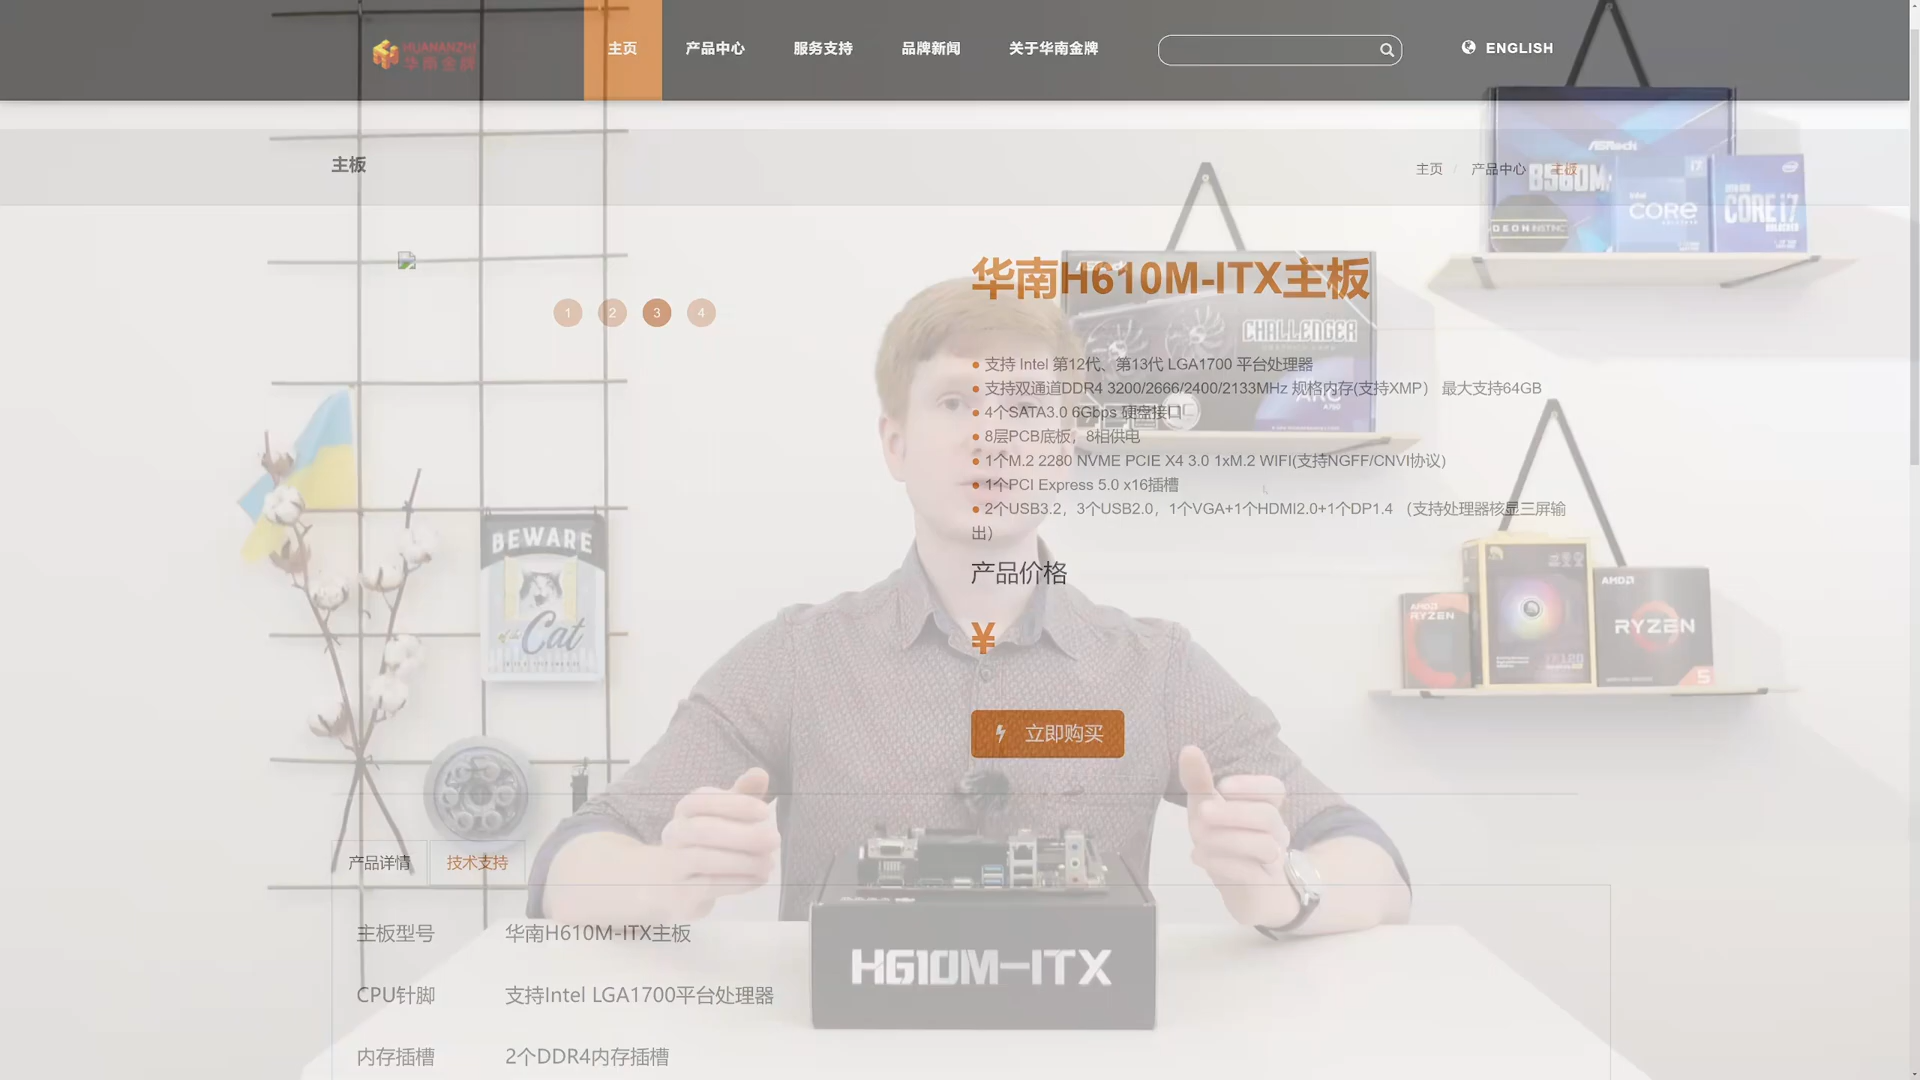 HUANANZHI
华南金牌
主页
产品中心
服务支持
品牌新闻
关于华南金牌
ENGLISH
主板
主页 / 产品中心 / 主板
ASRock
B560M
i7
intel
CORE
CORE i7
UNLOCKED
华南H610M-ITX主板
1 2 3 4
CHALLENGER
ARC
A750
支持 Intel 第12代、第13代 LGA1700 平台处理器
支持双通道DDR4 3200/2666/2400/2133MHz 规格内存(支持XMP） 最大支持64GB
4个SATA3.0 6Gbps 硬盘接口
8层PCB底板，8相供电
1个M.2 2280 NVME PCIE X4 3.0 1xM.2 WIFI(支持NGFF/CNVI协议)
1个PCI Express 5.0 x16插槽
2个USB3.2，3个USB2.0，1个VGA+1个HDMI2.0+1个DP1.4 （支持处理器核显三屏输
出）
产品价格
¥
立即购买
BEWARE
of the Cat
AMD
RYZEN
AMD
RYZEN
5
产品详情
技术支持
主板型号 华南H610M-ITX主板
CPU针脚 支持Intel LGA1700平台处理器
内存插槽 2个DDR4内存插槽
H610M-ITX